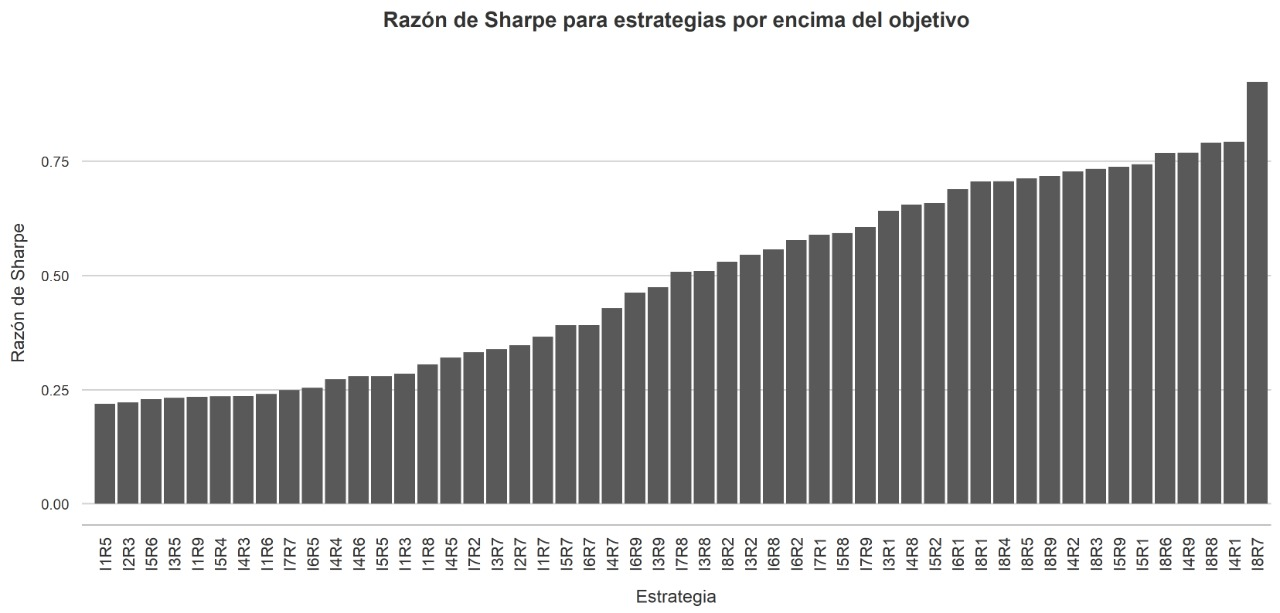 Razón de Sharpe para estrategias por encima del objetivo
Razón de Sharpe
0.75
0.50
0.25
0.00
I1R5
I2R3
I5R6
I3R5
I1R9
I5R4
I4R3
I1R6
I7R7
I6R5
I4R4
I4R6
I5R5
I1R3
I1R8
I4R5
I7R2
I3R7
I2R7
I1R7
I5R7
I6R7
I4R7
I6R9
I3R9
I7R8
I3R8
I8R2
I3R2
I6R8
I6R2
I7R1
I5R8
I7R9
I3R1
I4R8
I5R2
I6R1
I8R1
I8R4
I8R5
I8R9
I4R2
I8R3
I5R9
I5R1
I8R6
I4R9
I8R8
I4R1
I8R7
Estrategia